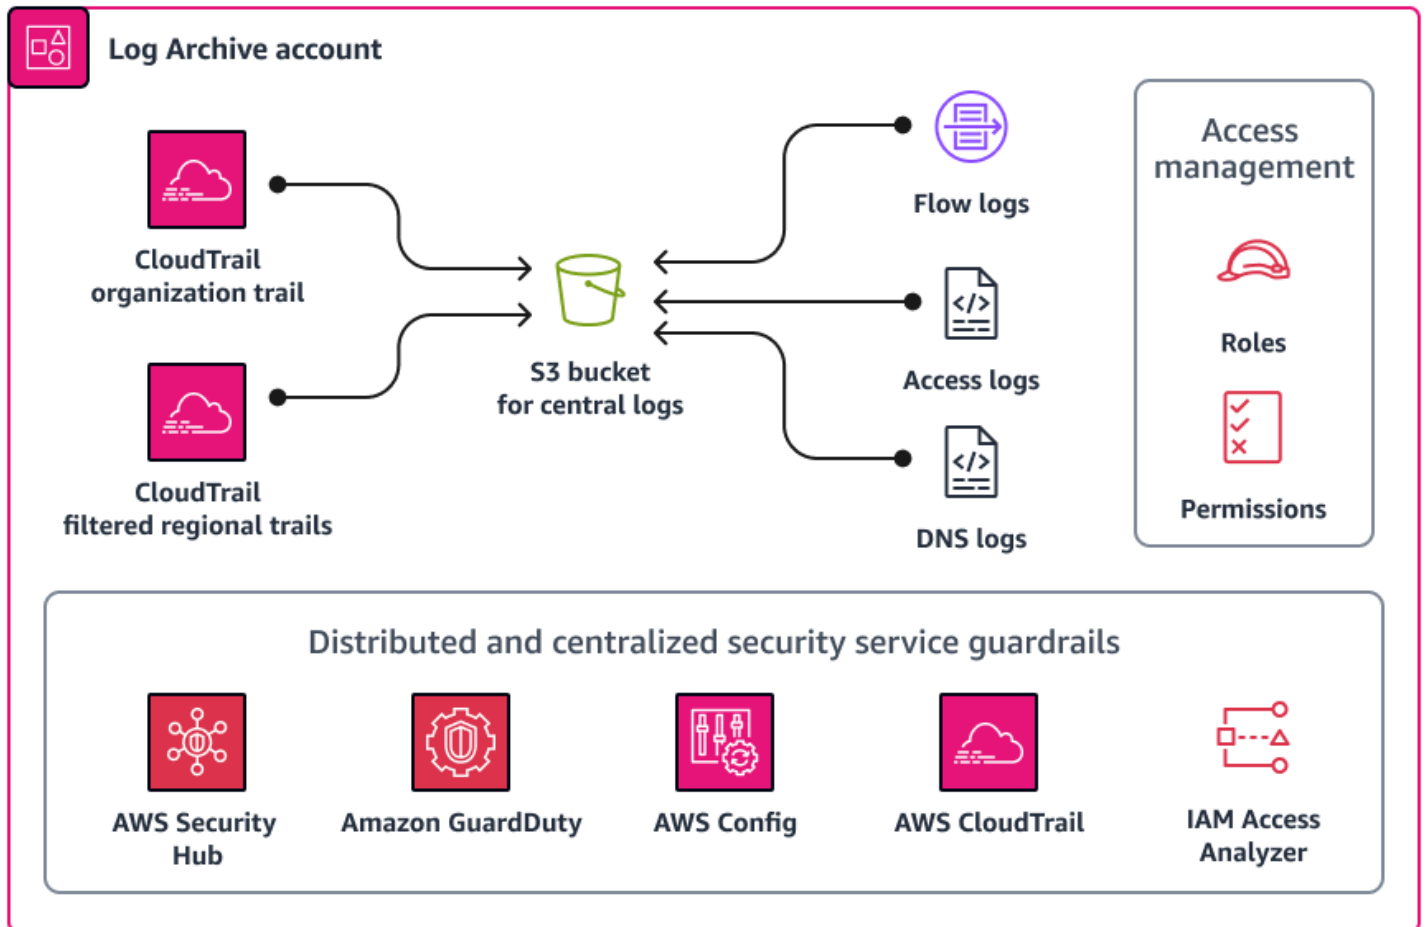 Log Archive account
CloudTrail
organization trail
CloudTrail
filtered regional trails
S3 bucket
for central logs
Flow logs
</>
Access logs
</>
DNS logs
Access
management
Roles
Permissions
Distributed and centralized security service guardrails
AWS Security
Hub
Amazon GuardDuty
AWS Config
AWS CloudTrail
IAM Access
Analyzer